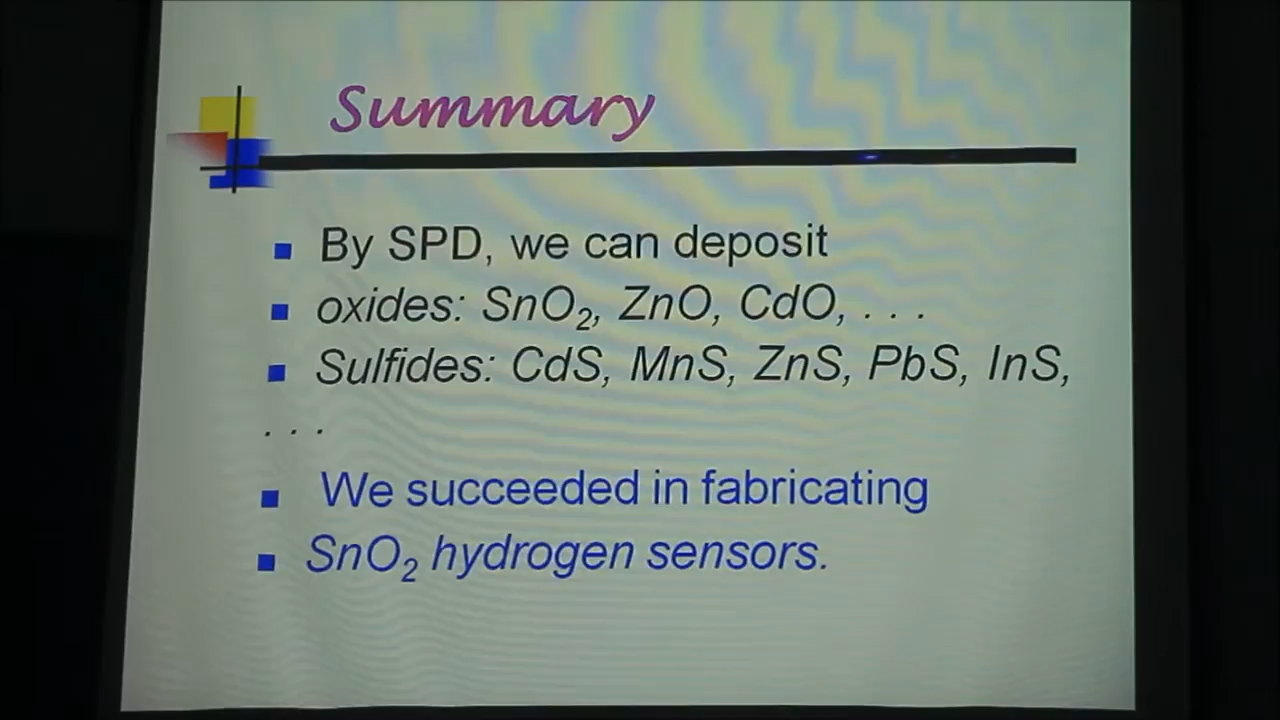 Summary
By SPD, we can deposit
oxides: SnO₂, ZnO, CdO, . . .
Sulfides: CdS, MnS, ZnS, PbS, InS,
. . .
We succeeded in fabricating
SnO₂ hydrogen sensors.